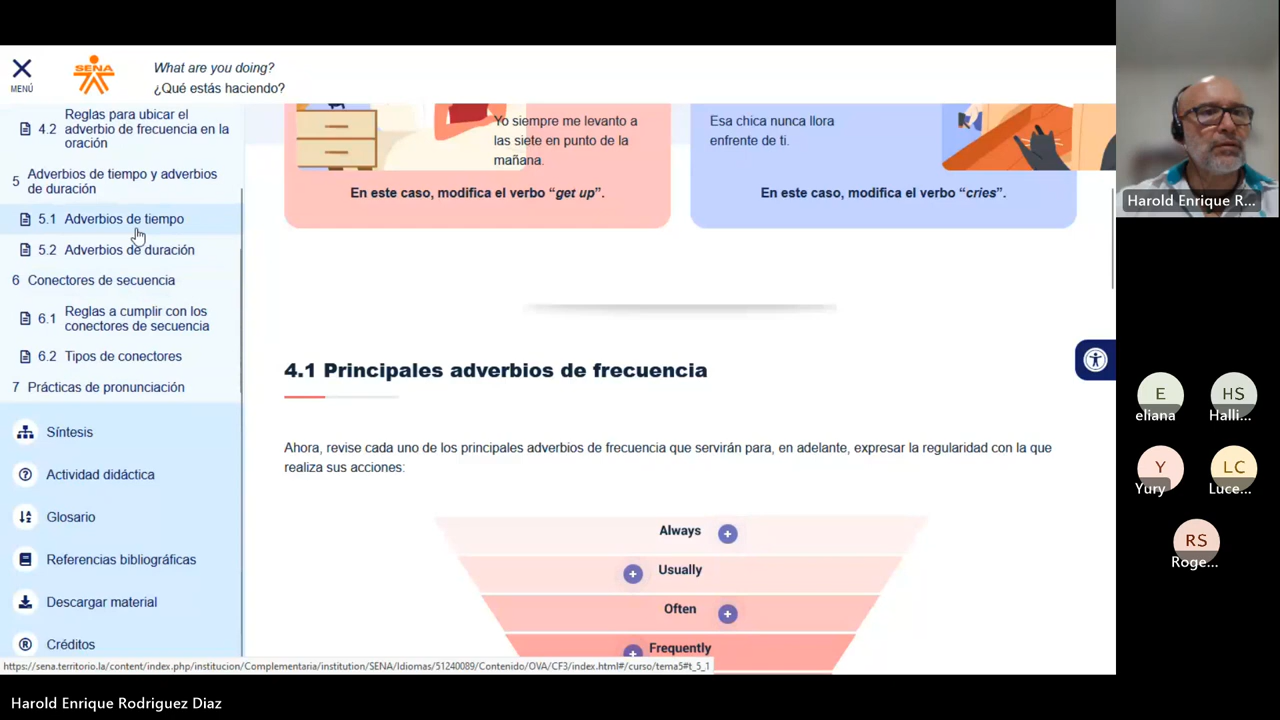 MENÚ
SENA
What are you doing?
¿Qué estás haciendo?
4.2 Reglas para ubicar el
adverbio de frecuencia en la
oración
5 Adverbios de tiempo y adverbios
de duración
5.1 Adverbios de tiempo
5.2 Adverbios de duración
6 Conectores de secuencia
6.1 Reglas a cumplir con los
conectores de secuencia
6.2 Tipos de conectores
7 Prácticas de pronunciación
Síntesis
Actividad didáctica
Glosario
Referencias bibliográficas
Descargar material
Créditos
Yo siempre me levanto a
las siete en punto de la
mañana.
En este caso, modifica el verbo “get up”.
Esa chica nunca llora
enfrente de ti.
En este caso, modifica el verbo “cries”.
4.1 Principales adverbios de frecuencia
Ahora, revise cada uno de los principales adverbios de frecuencia que servirán para, en adelante, expresar la regularidad con la que
realiza sus acciones:
Always
Usually
Often
Frequently
https://sena.territorio.la/content/index.php/institucion/Complementaria/institution/SENA/Idiomas/51240089/Contenido/OVA/CF3/index.html#/curso/tema5#t_5_1
Harold Enrique R...
E
eliana
HS
Halli...
Y
Yury
LC
Luce...
RS
Roge...
Harold Enrique Rodriguez Diaz